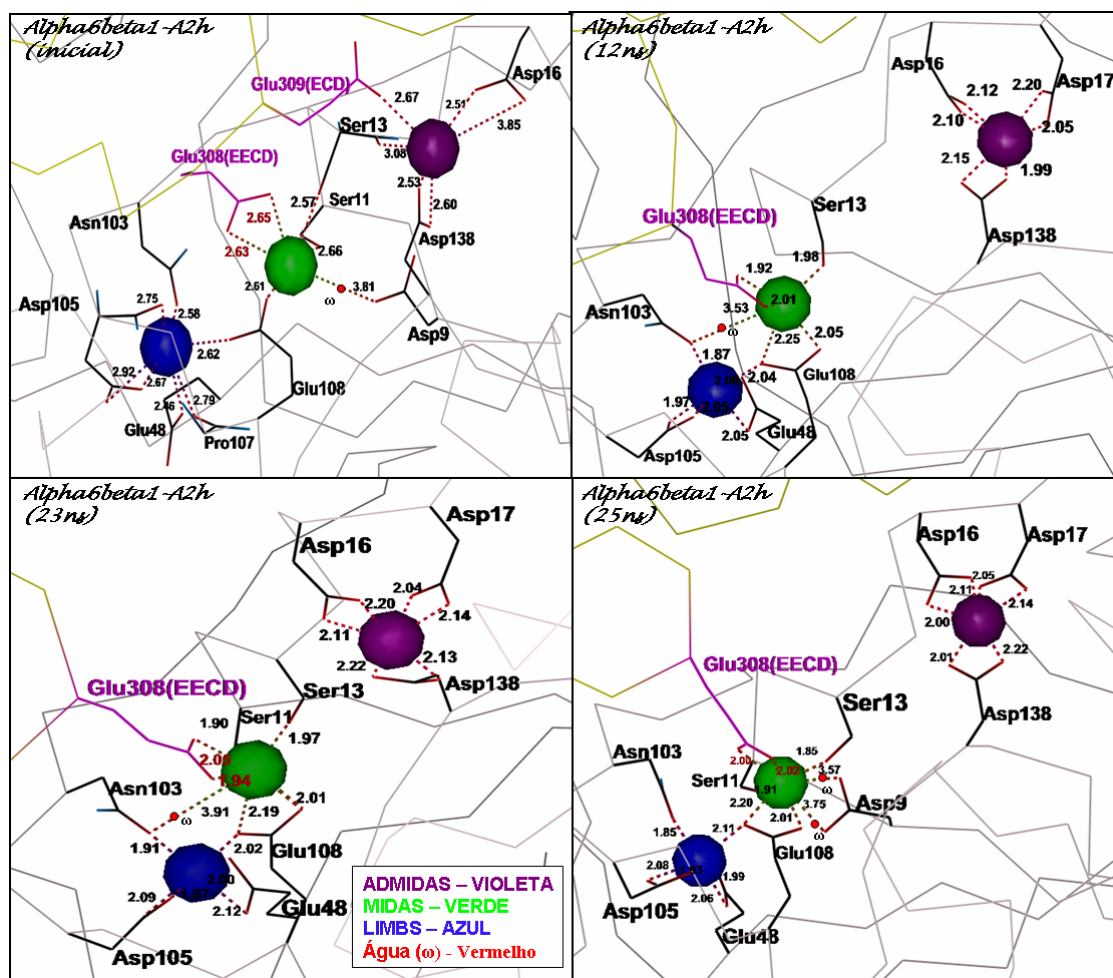 Alpha6beta1-A2h
(inicial)
Glu309(ECD)
Asp16
2.67
2.51
3.85
Ser13
3.08
Glu308(EECD)
2.53
2.57
Ser11
2.60
Asn103
2.65
2.66
Asp138
2.63
Asp105
2.61
3.81
ω
2.75
2.58
Asp9
2.62
2.92
2.67
Glu108
2.46
2.79
Glu48
Pro107
Alpha6beta1-A2h
(12ns)
Asp16
Asp17
2.20
2.12
2.10
2.05
2.15
1.99
Ser13
Glu308(EECD)
Asp138
1.98
1.92
2.01
Asn103
3.53
ω
2.05
2.25
1.87
Glu108
2.04
1.97
2.05
Glu48
2.05
Asp105
Alpha6beta1-A2h
(23ns)
Asp17
Asp16
2.04
2.20
2.14
2.11
2.13
2.22
Glu308(EECD)
Ser13
Asp138
Ser11
1.90
1.97
2.05
1.94
Asn103
2.01
3.91
2.19
ω
1.91
2.02
Glu108
2.00
1.97
2.09
2.12
Glu48
Asp105
ADMIDAS – VIOLETA
MIDAS – VERDE
LIMBS – AZUL
Água (ω) - Vermelho
Alpha6beta1-A2h
(25ns)
Asp16
Asp17
2.05
2.11
2.14
2.00
2.01
2.22
Glu308(EECD)
Ser13
Asp138
Asn103
2.00
1.85
2.02
3.57
ω
Ser11
1.91
Asp9
2.20
3.75
2.01
ω
1.85
2.11
Glu108
2.08
1.93
1.99
2.06
Asp105
Glu48